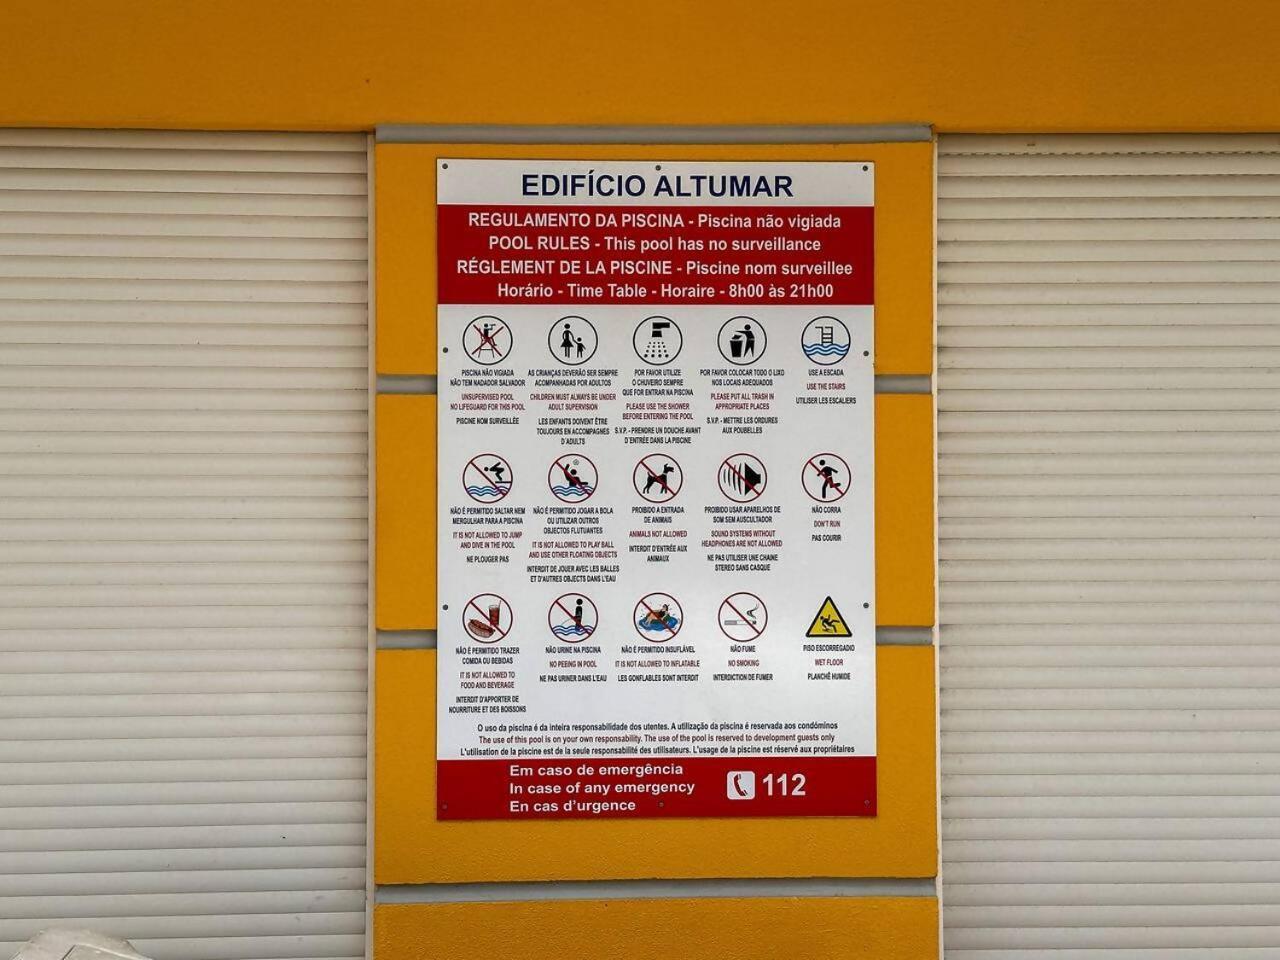 EDIFÍCIO ALTUMAR
REGULAMENTO DA PISCINA - Piscina não vigiada
POOL RULES - This pool has no surveillance
RÉGLEMENT DE LA PISCINE - Piscine nom surveillee
Horário - Time Table - Horaire - 8h00 às 21h00
PISCINA NÃO VIGIADA
NÃO TEM NADADOR SALVADOR
UNSUPERVISED POOL
NO LIFEGUARD FOR THIS POOL
PISCINE NOM SURVEILLÉE
AS CRIANÇAS DEVERÃO SER SEMPRE
ACOMPANHADAS POR ADULTOS
CHILDREN MUST ALWAYS BE UNDER
ADULT SUPERVISION
LES ENFANTS DOIVENT ÊTRE
TOUJOURS EN ACCOMPAGNES
D'ADULTS
POR FAVOR UTILIZE
O CHUVEIRO SEMPRE
QUE FOR ENTRAR NA PISCINA
PLEASE USE THE SHOWER
BEFORE ENTERING THE POOL
S.V.P. - PRENDRE UN DOUCHE AVANT
D'ENTRÉE DANS LA PISCINE
POR FAVOR COLOCAR TODO O LIXO
NOS LOCAIS ADEQUADOS
PLEASE PUT ALL TRASH IN
APPROPRIATE PLACES
S.V.P. - METTRE LES ORDURES
AUX POUBELLES
USE A ESCADA
USE THE STAIRS
UTILISER LES ESCALIERS
NÃO É PERMITIDO SALTAR NEM
MERGULHAR PARA A PISCINA
IT IS NOT ALLOWED TO JUMP
AND DIVE IN THE POOL
NE PLOUGER PAS
NÃO É PERMITIDO JOGAR A BOLA
OU UTILIZAR OUTROS
OBJECTOS FLUTUANTES
IT IS NOT ALLOWED TO PLAY BALL
AND USE OTHER FLOATING OBJECTS
INTERDIT DE JOUER AVEC LES BALLES
ET D'AUTRES OBJECTS DANS L'EAU
PROIBIDO A ENTRADA
DE ANIMAIS
ANIMALS NOT ALLOWED
INTERDIT D'ENTRÉE AUX
ANIMAUX
PROIBIDO USAR APARELHOS DE
SOM SEM AUSCULTADOR
SOUND SYSTEMS WITHOUT
HEADPHONES ARE NOT ALLOWED
NE PAS UTILISER UNE CHAINE
STEREO SANS CASQUE
NÃO CORRA
DON'T RUN
PAS COURIR
NÃO É PERMITIDO TRAZER
COMIDA OU BEBIDAS
IT IS NOT ALLOWED TO
FOOD AND BEVERAGE
INTERDIT D'APPORTER DE
NOURRITURE ET DES BOISSONS
NÃO URINE NA PISCINA
NO PEEING IN POOL
NE PAS URINER DANS L'EAU
NÃO É PERMITIDO INSUFLÁVEL
IT IS NOT ALLOWED TO INFLATABLE
LES GONFLABLES SONT INTERDIT
NÃO FUME
NO SMOKING
INTERDICTION DE FUMER
PISO ESCORREGADIO
WET FLOOR
PLANCHÊ HUMIDE
O uso da piscina é da inteira responsabilidade dos utentes. A utilização da piscina é reservada aos condóminos
The use of this pool is on your own responsability. The use of the pool is reserved to development guests only
L'utilisation de la piscine est de la seule responsabilité des utilisateurs. L'usage de la piscine est réservé aux propriétaires
Em caso de emergência
In case of any emergency
En cas d'urgence
112